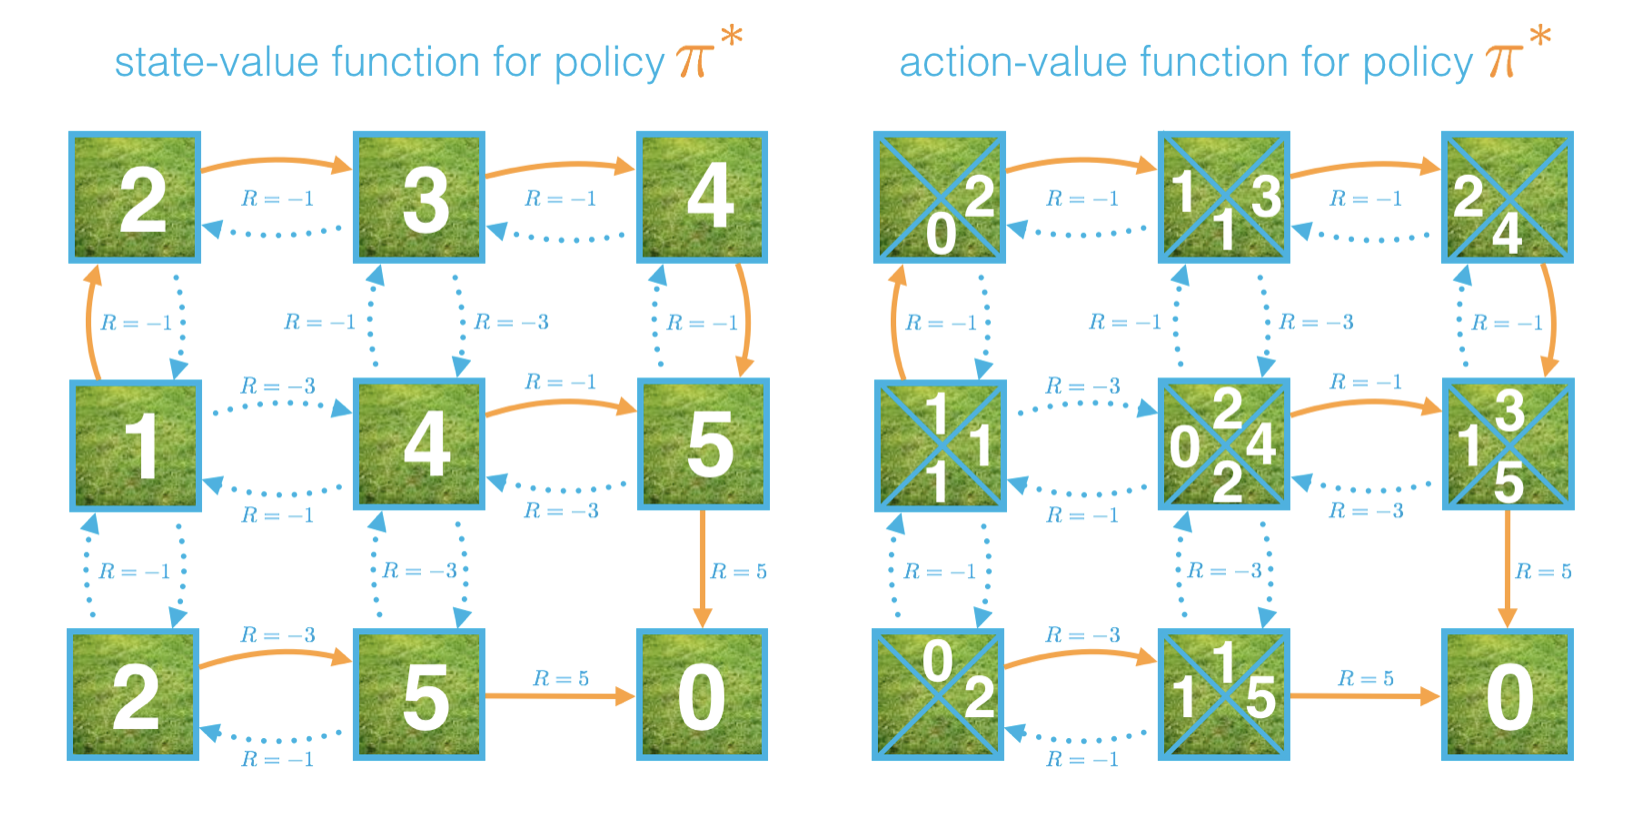 state-value function for policy π*
action-value function for policy π*
2 3 4
R = −1 R = −1
R = −1 R = −1 R = −3 R = −1
R = −3 R = −1
1 4 5
R = −1 R = −3
R = −1 R = −3 R = 5
R = −3 R = 5
2 5 0
R = −1
2 0
1 3 1
2 4
R = −1 R = −1
R = −1 R = −1 R = −3 R = −1
R = −3 R = −1
1 1 1
2 0 4 2
3 1 5
R = −1 R = −3
R = −1 R = −3 R = 5
R = −3 R = 5
0 2
1 1 5
0
R = −1